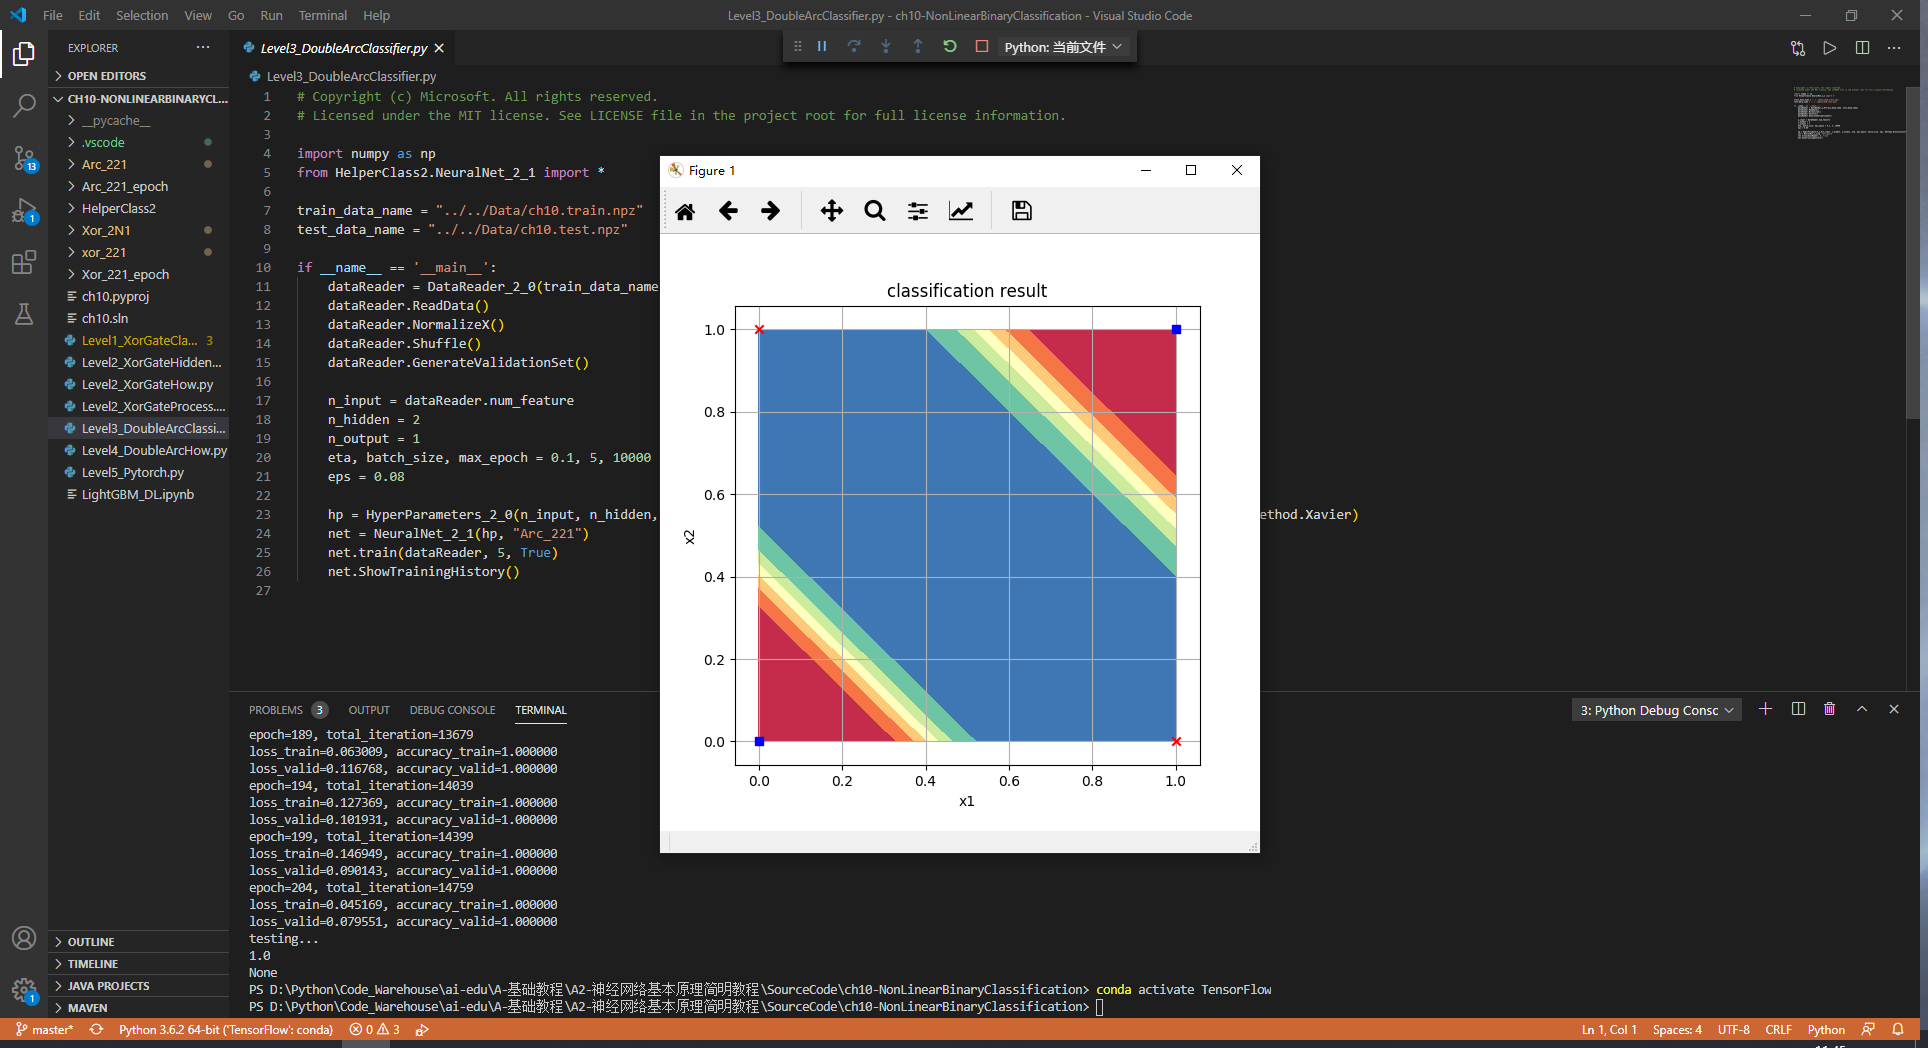 File Edit Selection View Go Run Terminal Help
Level3_DoubleArcClassifier.py - ch10-NonLinearBinaryClassification - Visual Studio Code
EXPLORER
OPEN EDITORS
CH10-NONLINEARBINARYCL...
__pycache__
.vscode
Arc_221
Arc_221_epoch
HelperClass2
Xor_2N1
xor_221
Xor_221_epoch
ch10.pyproj
ch10.sln
Level1_XorGateCla... 3
Level2_XorGateHidden...
Level2_XorGateHow.py
Level2_XorGateProcess....
Level3_DoubleArcClassi...
Level4_DoubleArcHow.py
Level5_Pytorch.py
LightGBM_DL.ipynb
OUTLINE
TIMELINE
JAVA PROJECTS
MAVEN
13
1
1
Level3_DoubleArcClassifier.py
Python: 当前文件
Level3_DoubleArcClassifier.py
1 # Copyright (c) Microsoft. All rights reserved.
2 # Licensed under the MIT license. See LICENSE file in the project root for full license information.
3
4 import numpy as np
5 from HelperClass2.NeuralNet_2_1 import *
6
7 train_data_name = "../../Data/ch10.train.npz"
8 test_data_name = "../../Data/ch10.test.npz"
9
10 if __name__ == '__main__':
11 dataReader = DataReader_2_0(train_data_name
12 dataReader.ReadData()
13 dataReader.NormalizeX()
14 dataReader.Shuffle()
15 dataReader.GenerateValidationSet()
16
17 n_input = dataReader.num_feature
18 n_hidden = 2
19 n_output = 1
20 eta, batch_size, max_epoch = 0.1, 5, 10000
21 eps = 0.08
22
23 hp = HyperParameters_2_0(n_input, n_hidden, ethod.Xavier)
24 net = NeuralNet_2_1(hp, "Arc_221")
25 net.train(dataReader, 5, True)
26 net.ShowTrainingHistory()
27
Figure 1
classification result
1.0
0.8
0.6
0.4
0.2
0.0
x2
0.0 0.2 0.4 0.6 0.8 1.0
x1
PROBLEMS 3 OUTPUT DEBUG CONSOLE TERMINAL
3: Python Debug Consc
epoch=189, total_iteration=13679
loss_train=0.063009, accuracy_train=1.000000
loss_valid=0.116768, accuracy_valid=1.000000
epoch=194, total_iteration=14039
loss_train=0.127369, accuracy_train=1.000000
loss_valid=0.101931, accuracy_valid=1.000000
epoch=199, total_iteration=14399
loss_train=0.146949, accuracy_train=1.000000
loss_valid=0.090143, accuracy_valid=1.000000
epoch=204, total_iteration=14759
loss_train=0.045169, accuracy_train=1.000000
loss_valid=0.079551, accuracy_valid=1.000000
testing...
1.0
None
PS D:\Python\Code_Warehouse\ai-edu\A-基础教程\A2-神经网络基本原理简明教程\SourceCode\ch10-NonLinearBinaryClassification> conda activate TensorFlow
PS D:\Python\Code_Warehouse\ai-edu\A-基础教程\A2-神经网络基本原理简明教程\SourceCode\ch10-NonLinearBinaryClassification>
master* Python 3.6.2 64-bit ('TensorFlow': conda) 0 3
Ln 1, Col 1 Spaces: 4 UTF-8 CRLF Python